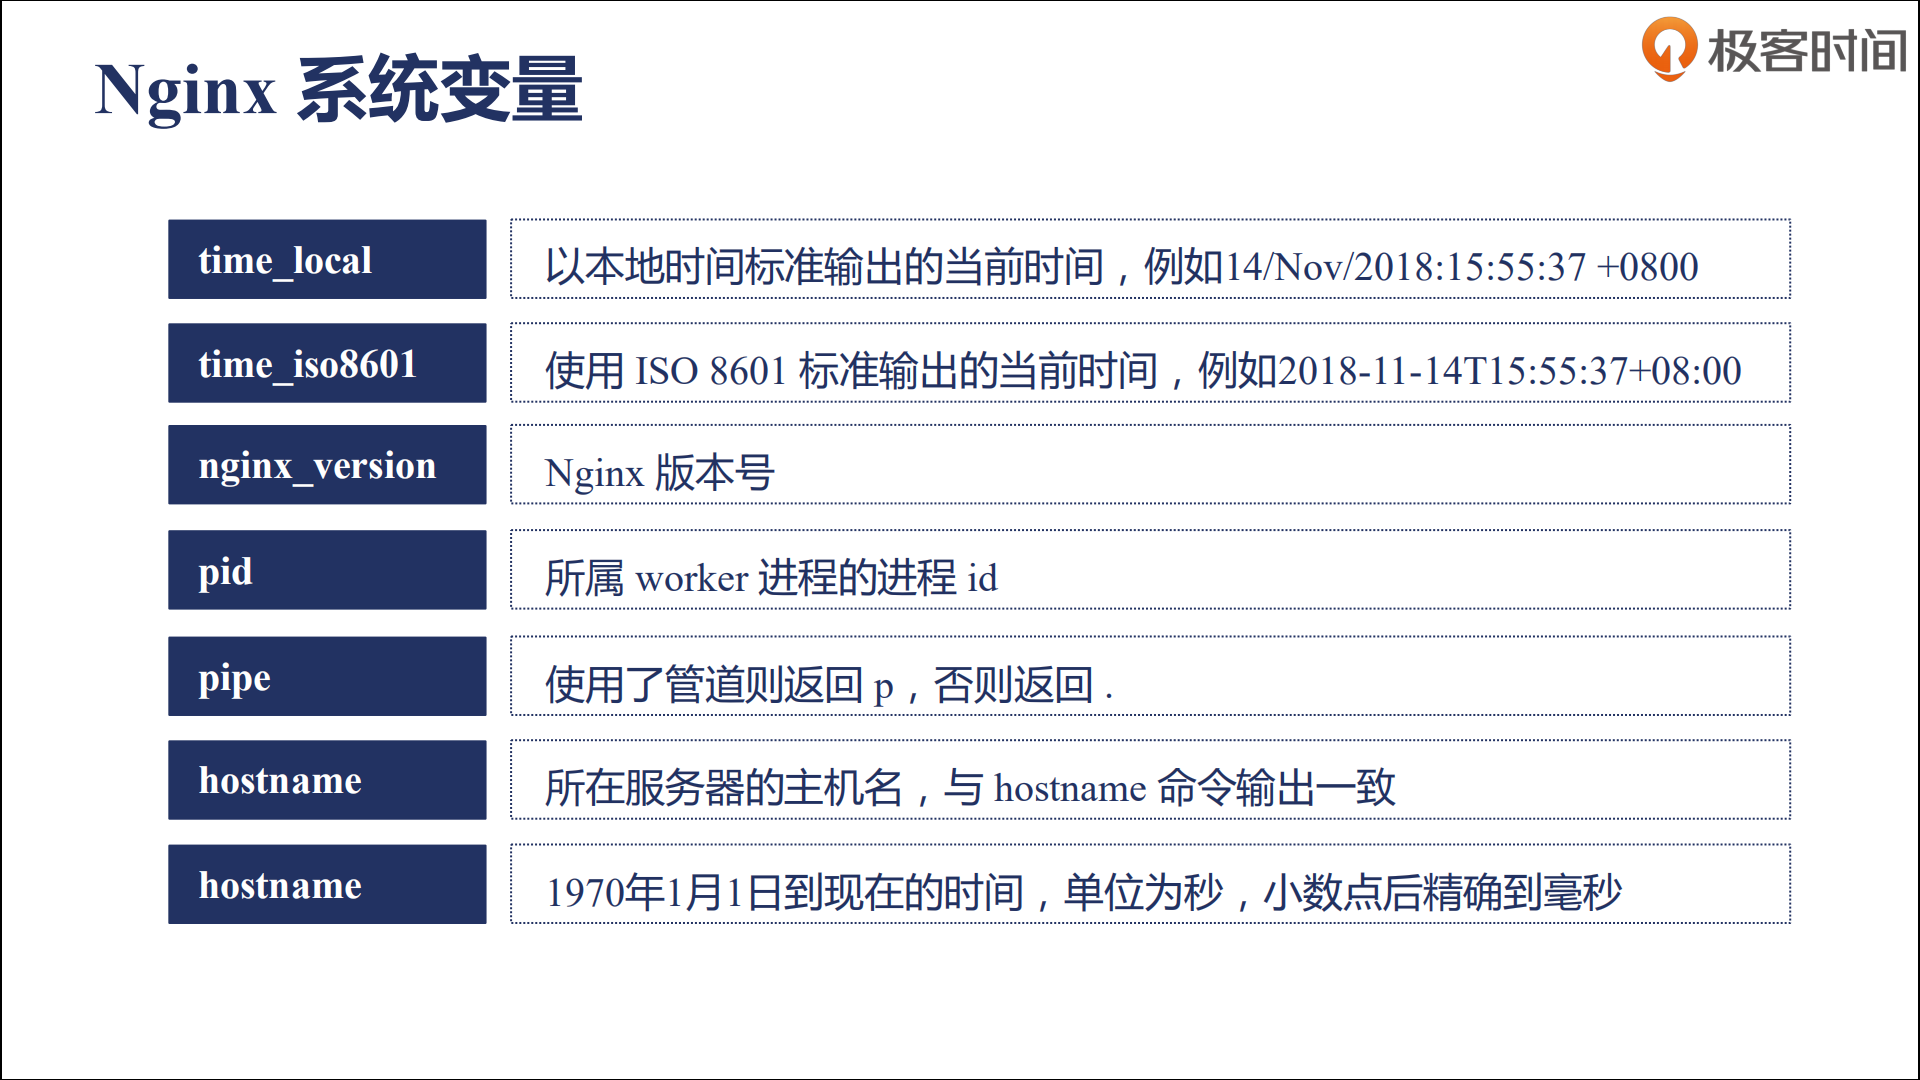 Nginx 系统变量
极客时间
time_local
以本地时间标准输出的当前时间，例如14/Nov/2018:15:55:37 +0800
time_iso8601
使用 ISO 8601 标准输出的当前时间，例如2018-11-14T15:55:37+08:00
nginx_version
Nginx 版本号
pid
所属 worker 进程的进程 id
pipe
使用了管道则返回 p，否则返回 .
hostname
所在服务器的主机名，与 hostname 命令输出一致
hostname
1970年1月1日到现在的时间，单位为秒，小数点后精确到毫秒